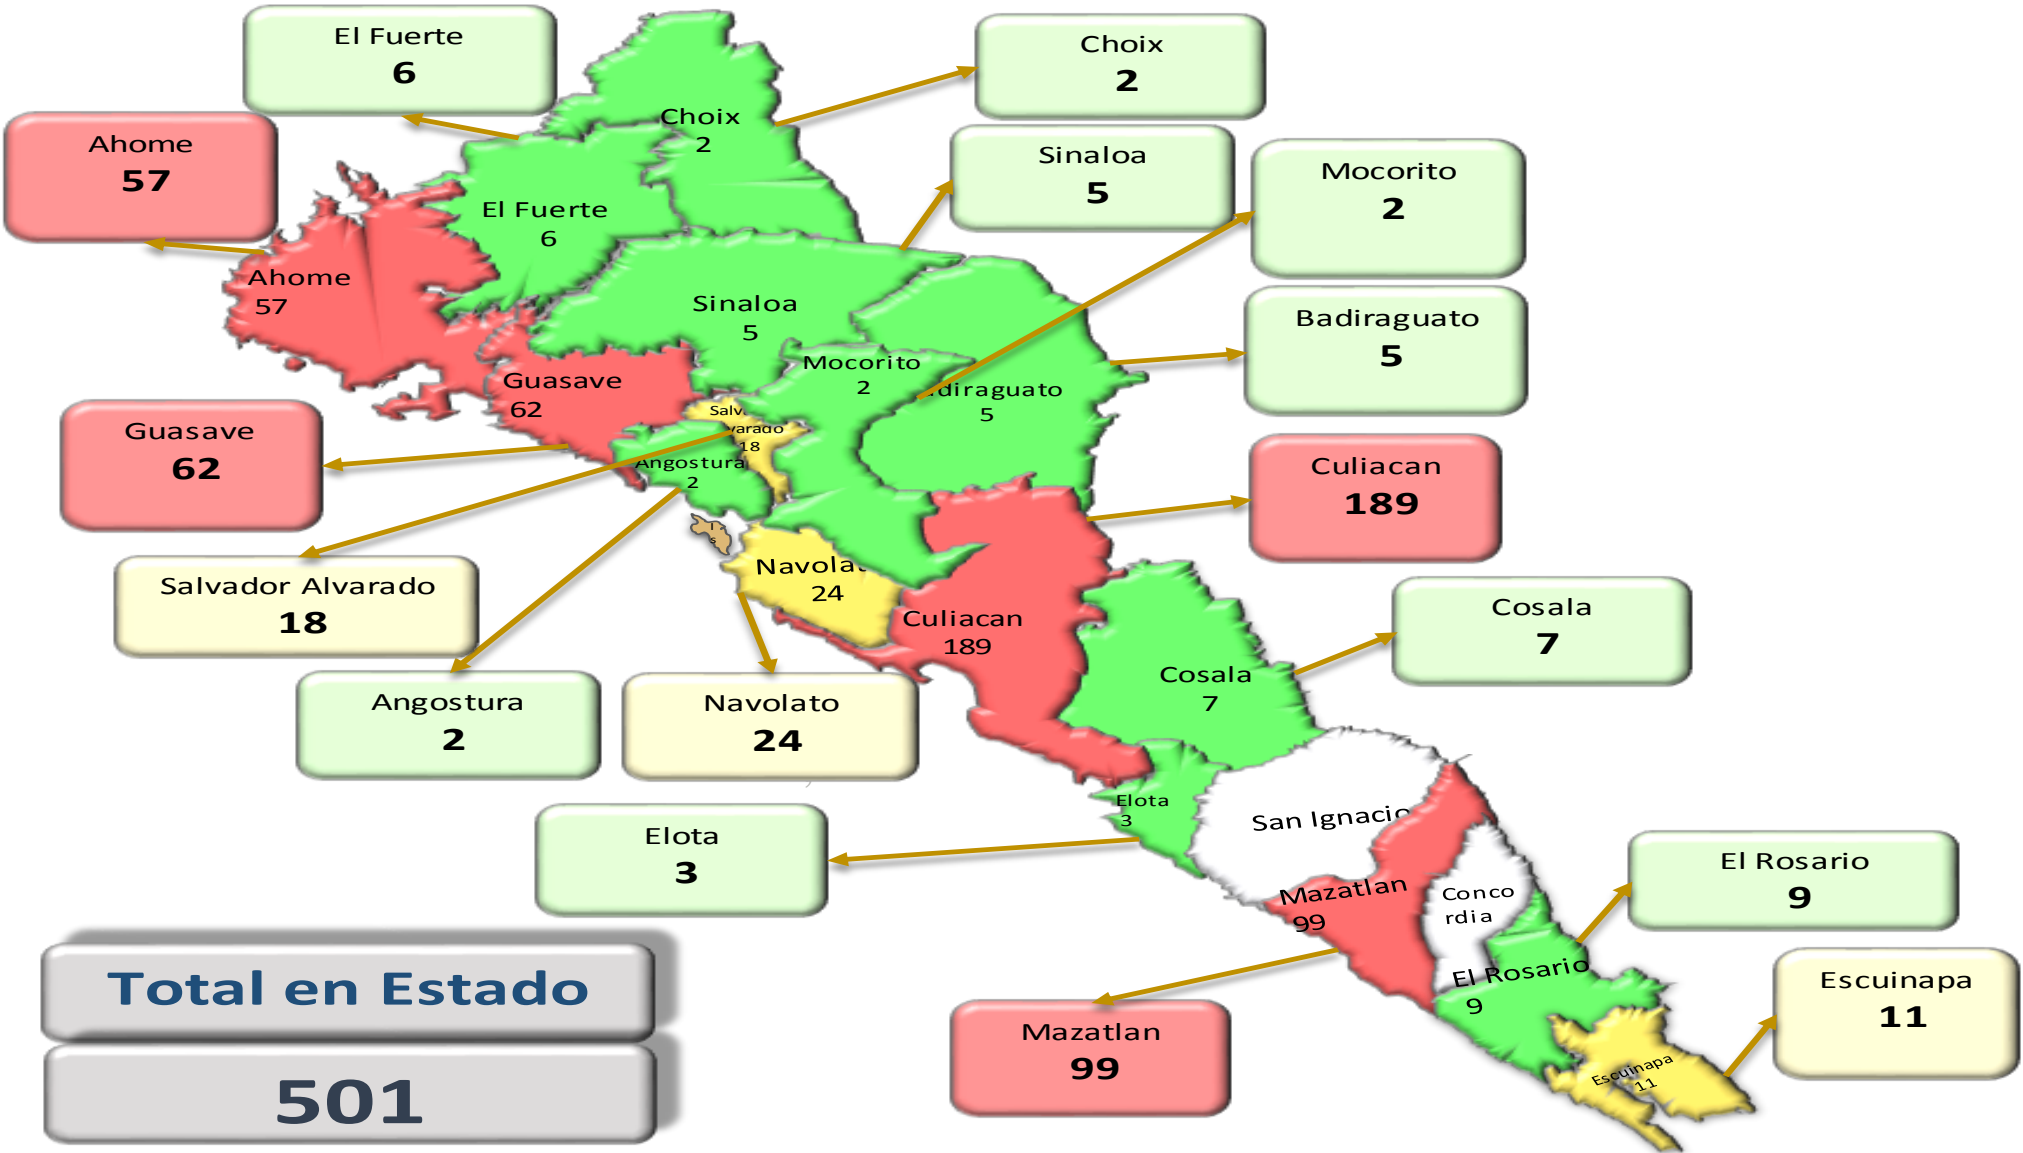 El Fuerte
6
Choix
2
Ahome
57
Sinaloa
5
Mocorito
2
Badiraguato
5
Guasave
62
Culiacan
189
Salvador Alvarado
18
Cosala
7
Angostura
2
Navolato
24
Elota
3
El Rosario
9
Escuinapa
11
Mazatlan
99
Choix
2
El Fuerte
6
Ahome
57
Sinaloa
5
Mocorito
2
diraguato
5
Guasave
62
Salv
varado
18
Angostura
2
Navola
24
Culiacan
189
Cosala
7
Elota
3
San Ignacio
Mazatlan
99
Conco
rdia
El Rosario
9
Escuinapa
11
Total en Estado
501